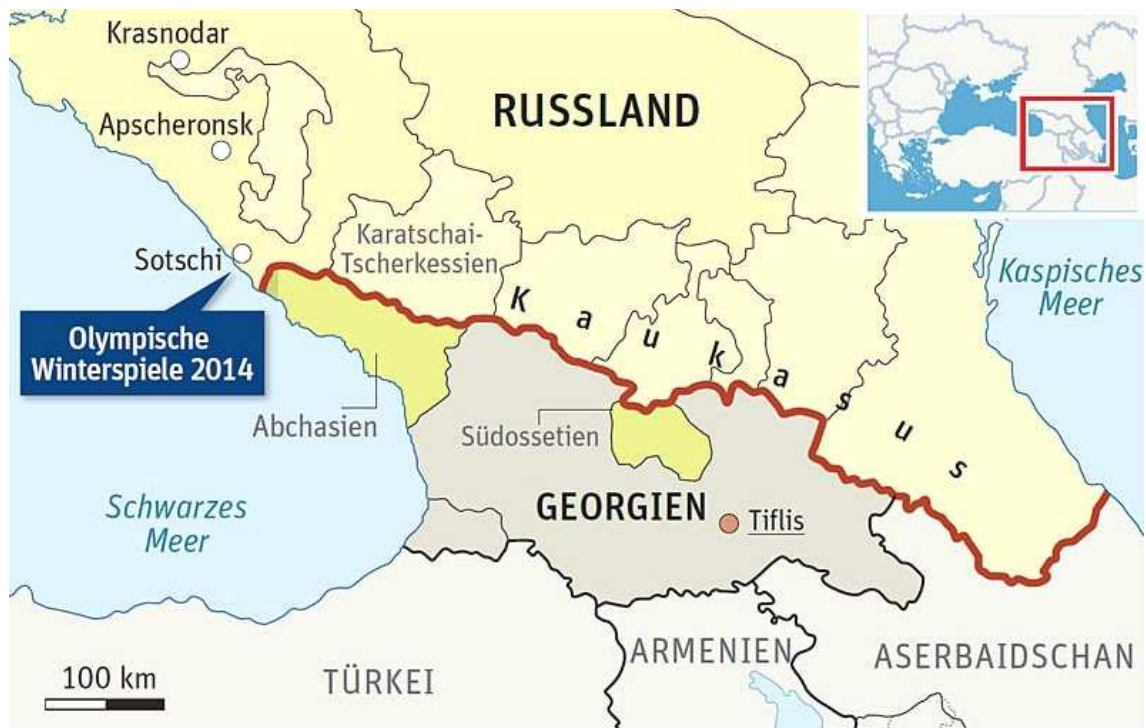 Krasnodar
RUSSLAND
Apscheronsk
Karatschai-
Tscherkessien
Sotschi
Kaspisches
Meer
Kaukasus
Olympische
Winterspiele 2014
Abchasien
Südossetien
Schwarzes
Meer
GEORGIEN
Tiflis
ARMENIEN
ASERBAIDSCHAN
100 km
TÜRKEI